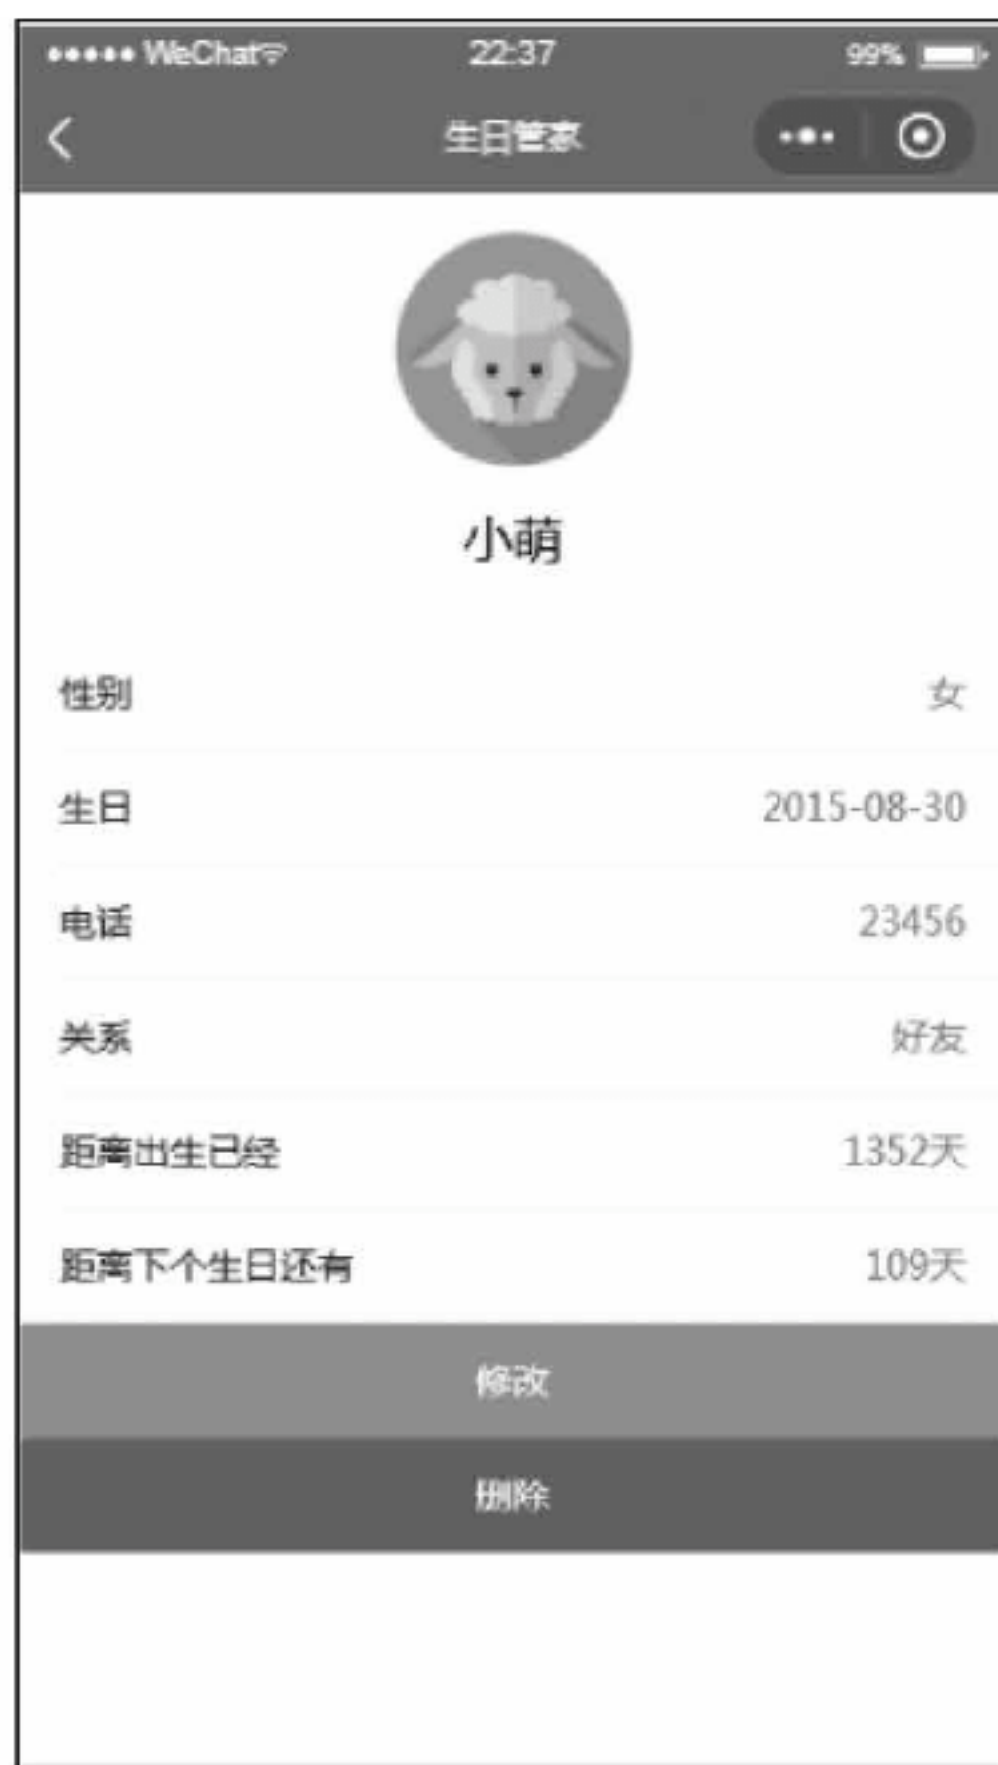 WeChat 22:37 99%
生日管家
小萌
性别 女
生日 2015-08-30
电话 23456
关系 好友
距离出生已经 1352天
距离下个生日还有 109天
修改
删除